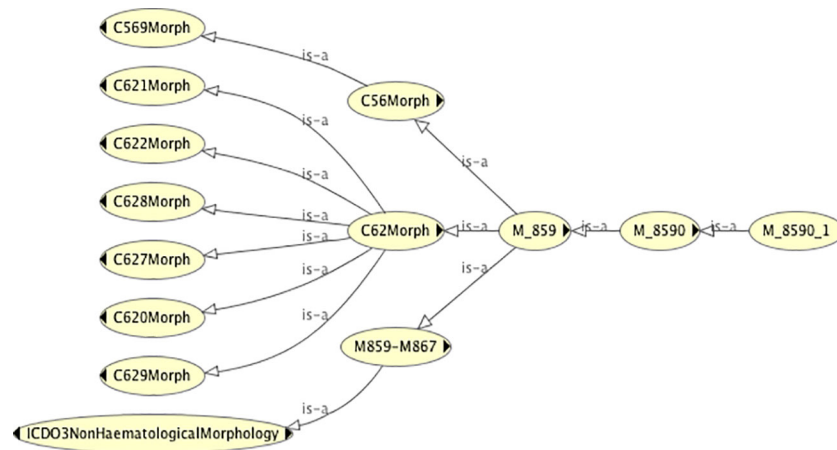 C569Morph
is-a
C621Morph
C56Morph
is-a
C622Morph
is-a
is-a
C628Morph
is-a
C62Morph
is-a
M_859
is-a
M_8590
is-a
M_8590_1
is-a
C627Morph
is-a
is-a
C620Morph
is-a
M859-M867
C629Morph
is-a
ICDO3NonHaematologicalMorphology